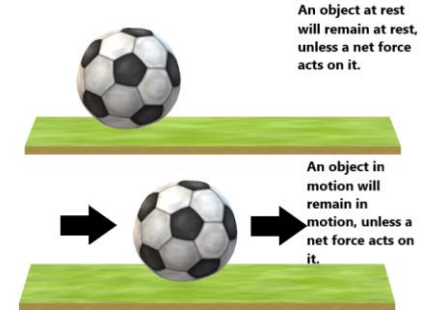 An object at rest
will remain at rest,
unless a net force
acts on it.
An object in
motion will
remain in
motion, unless a
net force acts on
it.